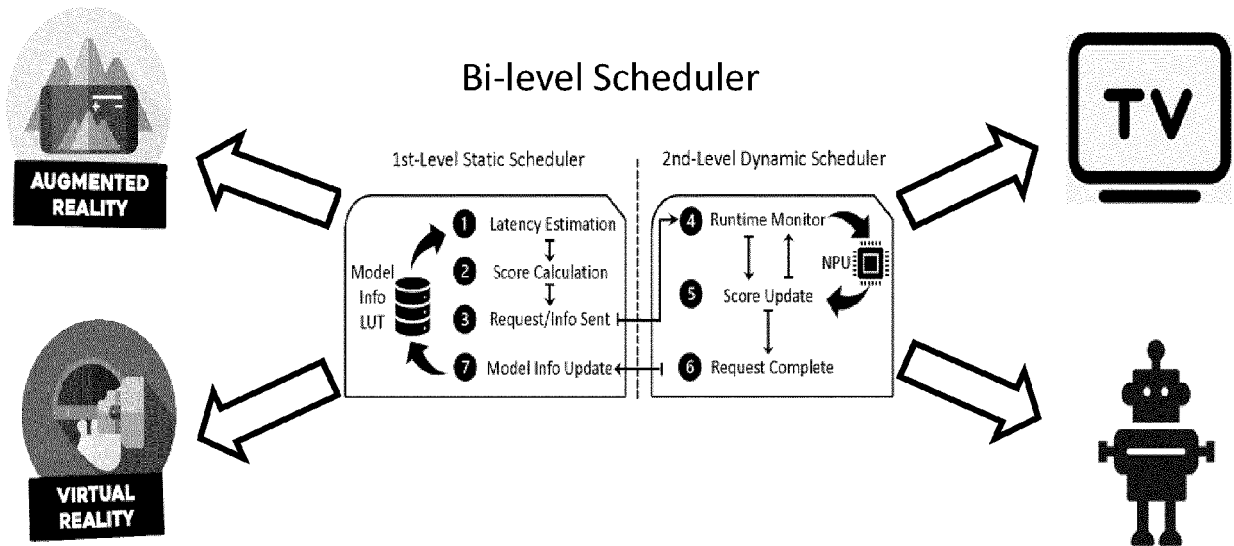 Bi-level Scheduler
AUGMENTED
REALITY
TV
1st-Level Static Scheduler
2nd-Level Dynamic Scheduler
1 Latency Estimation
2 Score Calculation
3 Request/Info Sent
7 Model Info Update
Model
Info
LUT
4 Runtime Monitor
NPU
5 Score Update
6 Request Complete
VIRTUAL
REALITY